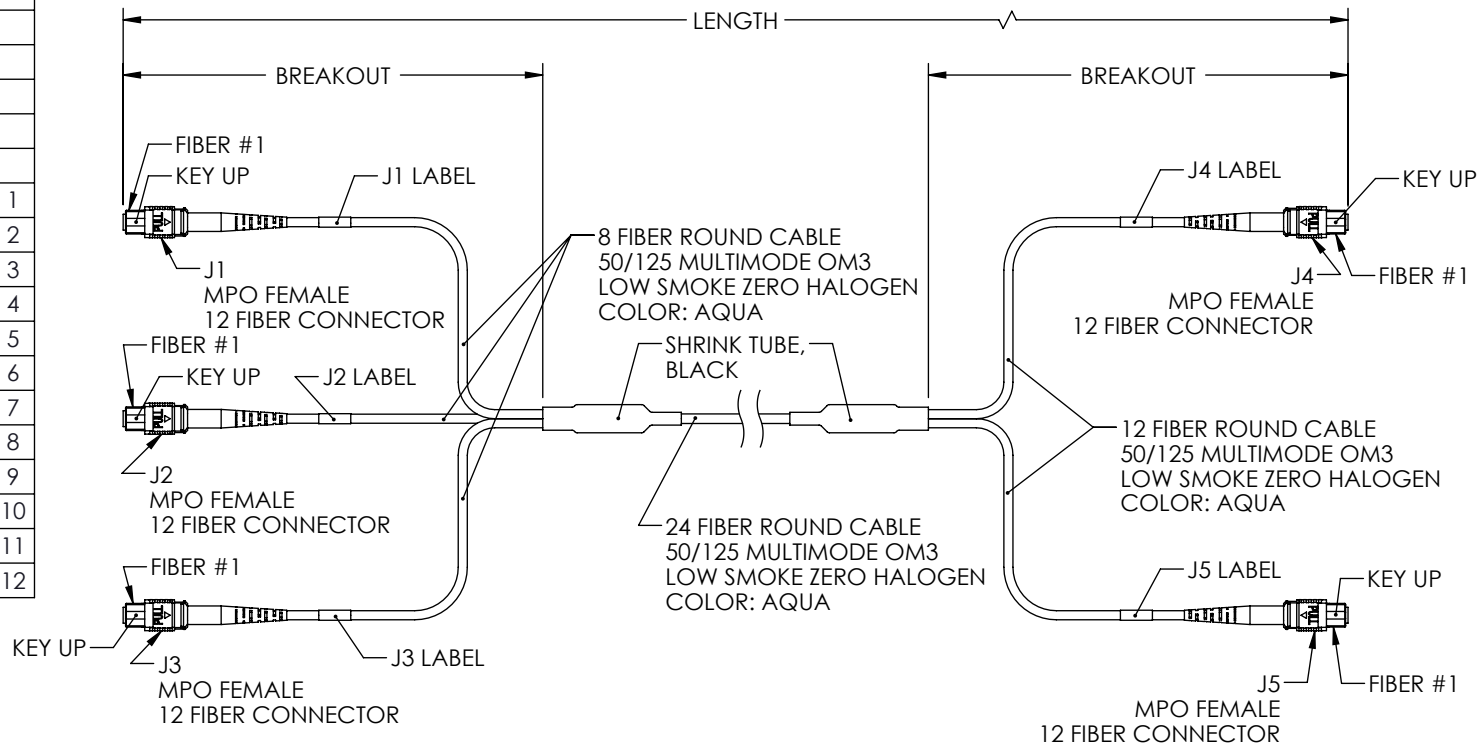 LENGTH
BREAKOUT
BREAKOUT
FIBER #1
KEY UP
J1 LABEL
J4 LABEL
KEY UP
1
2
3
4
5
6
7
8
9
10
11
12
PULL
J1
MPO FEMALE
12 FIBER CONNECTOR
8 FIBER ROUND CABLE
50/125 MULTIMODE OM3
LOW SMOKE ZERO HALOGEN
COLOR: AQUA
PULL
J4
FIBER #1
MPO FEMALE
12 FIBER CONNECTOR
FIBER #1
KEY UP
J2 LABEL
SHRINK TUBE,
BLACK
PULL
J2
MPO FEMALE
12 FIBER CONNECTOR
12 FIBER ROUND CABLE
50/125 MULTIMODE OM3
LOW SMOKE ZERO HALOGEN
COLOR: AQUA
24 FIBER ROUND CABLE
50/125 MULTIMODE OM3
LOW SMOKE ZERO HALOGEN
COLOR: AQUA
FIBER #1
PULL
KEY UP
J3 LABEL
J3
MPO FEMALE
12 FIBER CONNECTOR
J5 LABEL
KEY UP
PULL
J5
FIBER #1
MPO FEMALE
12 FIBER CONNECTOR